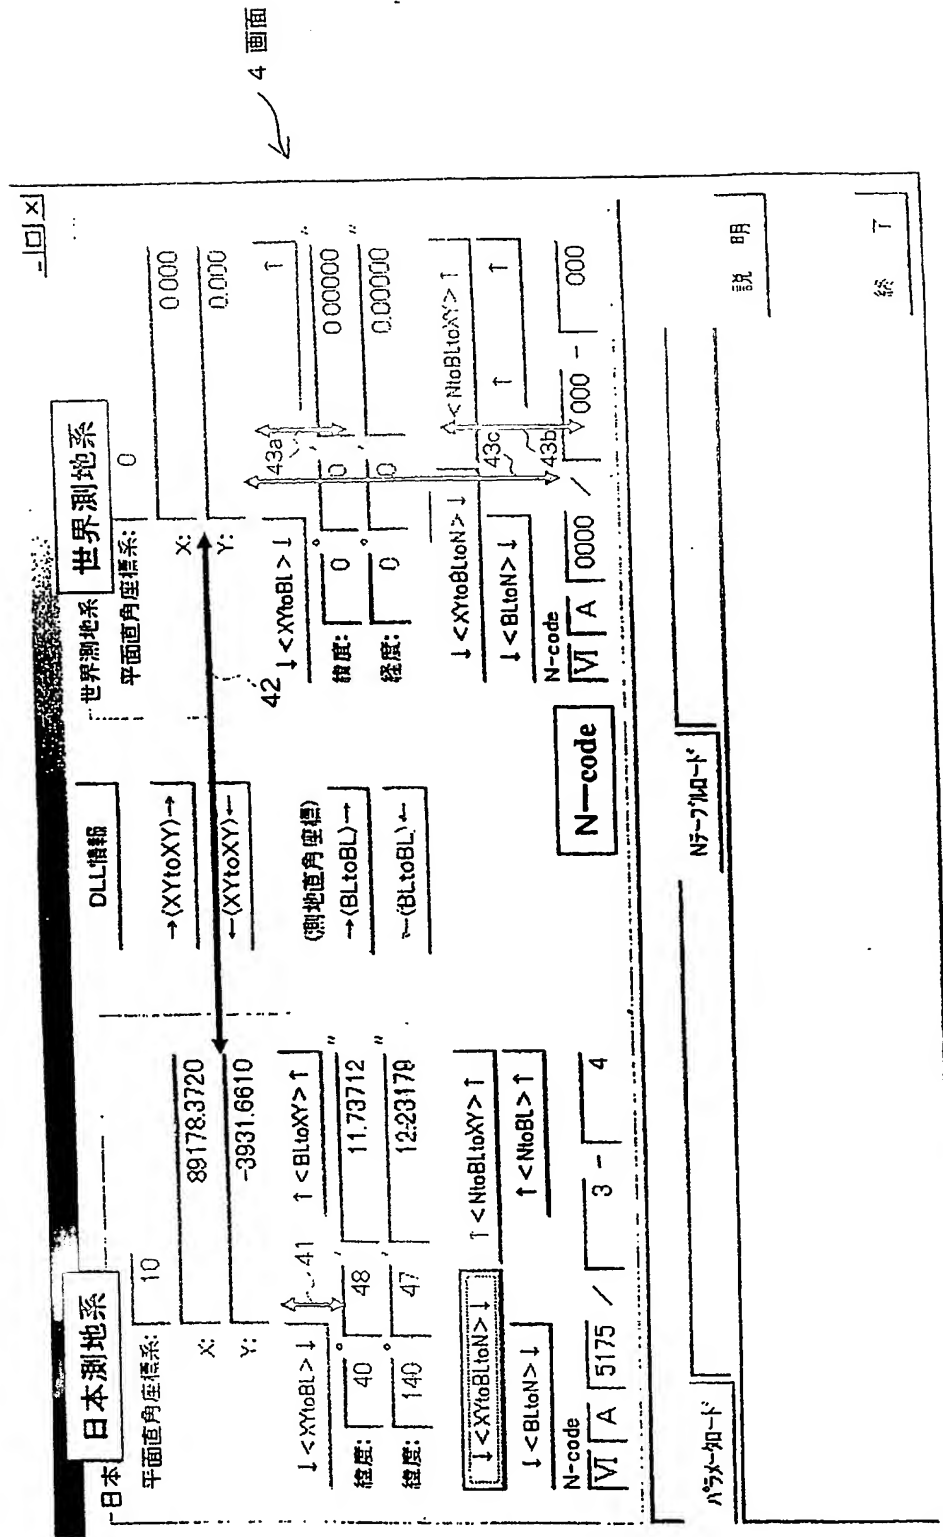 4 画面
日本測地系
日本
平面直角座標系: 10
X: 89178.3720
Y: -3931.6610
↓<XYtoBL>↓ ↑<BLtoXY>↑
41
緯度: 40 ° 48 ' 11.73712 "
経度: 140 ° 47 ' 12.23179 "
↓<XYtoBLtoN>↓ ↑<NtoBLtoXY>↑
↓<BLtoN>↓ ↑<NtoBL>↑
N-code
VI A 5175 / 3 - 4
DLL情報
→(XYtoXY)→
←(XYtoXY)←
42
(測地直角座標)
→(BLtoBL)→
←(BLtoBL)←
N—code
世界測地系
世界測地系
平面直角座標系: 0
X: 0.000
Y: 0.000
↓<XYtoBL>↓ ↑
43a
緯度: 0 ° 0 ' 0.00000 "
経度: 0 ° 0 ' 0.00000 "
↓<XYtoBLtoN>↓ <NtoBLtoXY>↑
↓<BLtoN>↓ ↑ ↑
43c
43b
N-code
VI A 0000 / 000 - 000
パラメータロード
Nテーブルロード
説 明
終 了